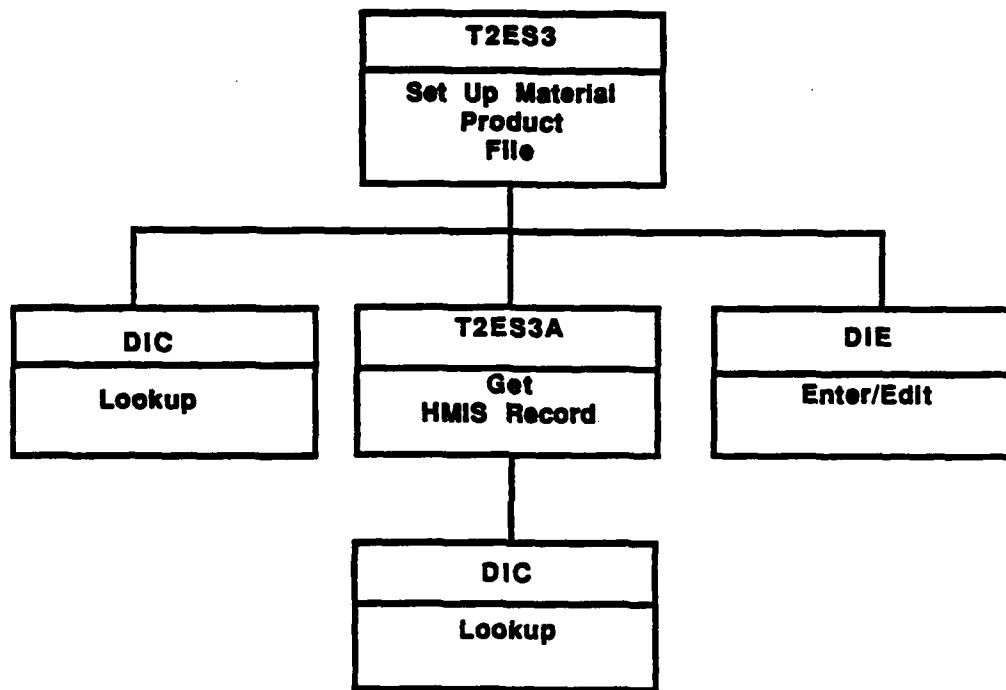 T2ES3
Set Up Material
Product
File
DIC
Lookup
T2ES3A
Get
HMIS Record
DIE
Enter/Edit
DIC
Lookup